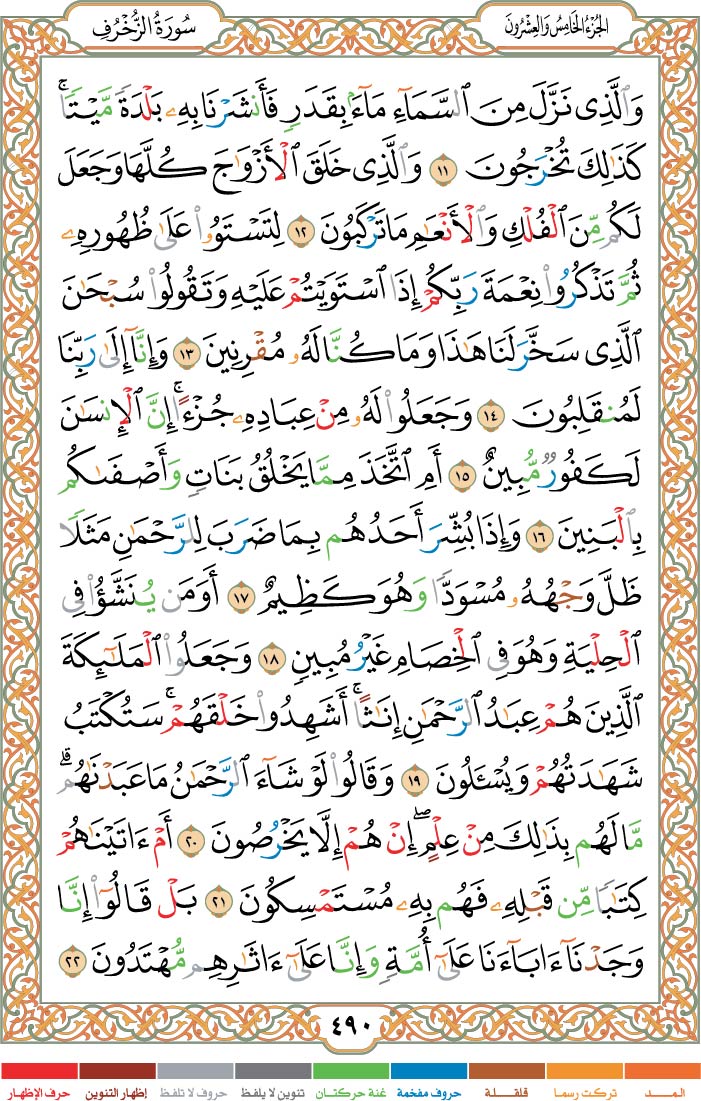 الجُزْءُ الخَامِسُ وَالعِشْرُونَ
سُورَةُ الزُّخْرُفِ
وَٱلَّذِى نَزَّلَ مِنَ ٱلسَّمَآءِ مَآءَۢ بِقَدَرٍ فَأَنشَرْنَا بِهِۦ بَلْدَةً مَّيْتًا ۚ
كَذَٰلِكَ تُخْرَجُونَ ١١ وَٱلَّذِى خَلَقَ ٱلْأَزْوَٰجَ كُلَّهَا وَجَعَلَ
لَكُم مِّنَ ٱلْفُلْكِ وَٱلْأَنْعَٰمِ مَا تَرْكَبُونَ ١٢ لِتَسْتَوُۥا۟ عَلَىٰ ظُهُورِهِۦ
ثُمَّ تَذْكُرُوا۟ نِعْمَةَ رَبِّكُمْ إِذَا ٱسْتَوَيْتُمْ عَلَيْهِ وَتَقُولُوا۟ سُبْحَٰنَ
ٱلَّذِى سَخَّرَ لَنَا هَٰذَا وَمَا كُنَّا لَهُۥ مُقْرِنِينَ ١٣ وَإِنَّآ إِلَىٰ رَبِّنَا
لَمُنقَلِبُونَ ١٤ وَجَعَلُوا۟ لَهُۥ مِنْ عِبَادِهِۦ جُزْءًا ۚ إِنَّ ٱلْإِنسَٰنَ
لَكَفُورٌ مُّبِينٌ ١٥ أَمِ ٱتَّخَذَ مِمَّا يَخْلُقُ بَنَاتٍ وَأَصْفَىٰكُم
بِٱلْبَنِينَ ١٦ وَإِذَا بُشِّرَ أَحَدُهُم بِمَا ضَرَبَ لِلرَّحْمَٰنِ مَثَلًا
ظَلَّ وَجْهُهُۥ مُسْوَدًّا وَهُوَ كَظِيمٌ ١٧ أَوَمَن يُنَشَّؤُا۟ فِى
ٱلْحِلْيَةِ وَهُوَ فِى ٱلْخِصَامِ غَيْرُ مُبِينٍ ١٨ وَجَعَلُوا۟ ٱلْمَلَٰٓئِكَةَ
ٱلَّذِينَ هُمْ عِبَٰدُ ٱلرَّحْمَٰنِ إِنَٰثًا ۚ أَشَهِدُوا۟ خَلْقَهُمْ ۚ سَتُكْتَبُ
شَهَٰدَتُهُمْ وَيُسْـَٔلُونَ ١٩ وَقَالُوا۟ لَوْ شَآءَ ٱلرَّحْمَٰنُ مَا عَبَدْنَٰهُم ۗ
مَّا لَهُم بِذَٰلِكَ مِنْ عِلْمٍ ۖ إِنْ هُمْ إِلَّا يَخْرُصُونَ ٢٠ أَمْ ءَاتَيْنَٰهُمْ
كِتَٰبًا مِّن قَبْلِهِۦ فَهُم بِهِۦ مُسْتَمْسِكُونَ ٢١ بَلْ قَالُوٓا۟ إِنَّا
وَجَدْنَآ ءَابَآءَنَا عَلَىٰٓ أُمَّةٍ وَإِنَّا عَلَىٰٓ ءَاثَٰرِهِم مُّهْتَدُونَ ٢٢
٤٩٠
المـــد تركت رسما قلقـلة حروف مفخمة غنة حركتان تنوين لا يلفظ حروف لا تلفظ إظهار التنوين حرف الإظهار